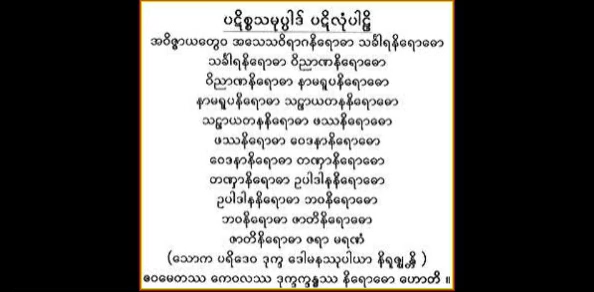 ပဋိစ္စသမုပ္ပါဒ် ပဋိလုံပါဠိ
အဝိဇ္ဇာယတွေဝ အသေသဝိရာဂနိရောဓာ သင်္ခါရနိရောဓော
သင်္ခါရနိရောဓာ ဝိညာဏနိရောဓော
ဝိညာဏနိရောဓာ နာမရူပနိရောဓော
နာမရူပနိရောဓာ သဠာယတနနိရောဓော
သဠာယတနနိရောဓာ ဖဿနိရောဓော
ဖဿနိရောဓာ ဝေဒနာနိရောဓော
ဝေဒနာနိရောဓာ တဏှာနိရောဓော
တဏှာနိရောဓာ ဥပါဒါနနိရောဓော
ဥပါဒါနနိရောဓာ ဘဝနိရောဓော
ဘဝနိရောဓာ ဇာတိနိရောဓော
ဇာတိနိရောဓာ ဇရာ မရဏံ
(သောက ပရိဒေဝ ဒုက္ခ ဒေါမနဿုပါယာ နိရုဇ္ဈန္တိ )
ဧဝမေတဿ ကေဝလဿ ဒုက္ခက္ခန္ဓဿ နိရောဓော ဟောတိ ။